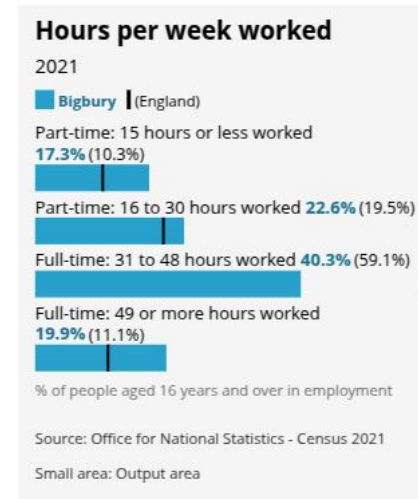 Hours per week worked
2021
Bigbury (England)
Part-time: 15 hours or less worked
17.3% (10.3%)
Part-time: 16 to 30 hours worked 22.6% (19.5%)
Full-time: 31 to 48 hours worked 40.3% (59.1%)
Full-time: 49 or more hours worked
19.9% (11.1%)
% of people aged 16 years and over in employment
Source: Office for National Statistics - Census 2021
Small area: Output area